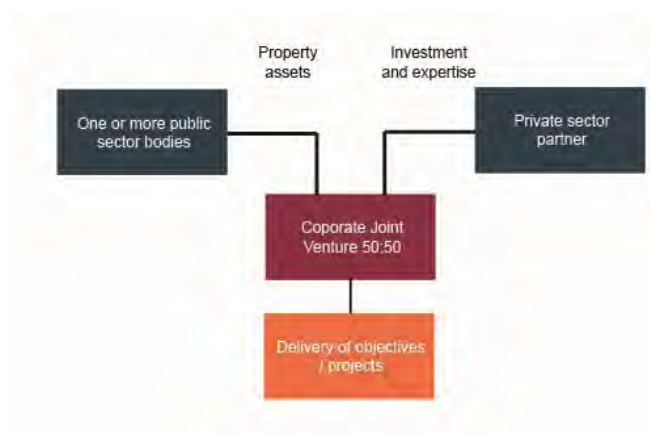 Property
assets
Investment
and expertise
One or more public
sector bodies
Private sector
partner
Coporate Joint
Venture 50:50
Delivery of objectives
/ projects